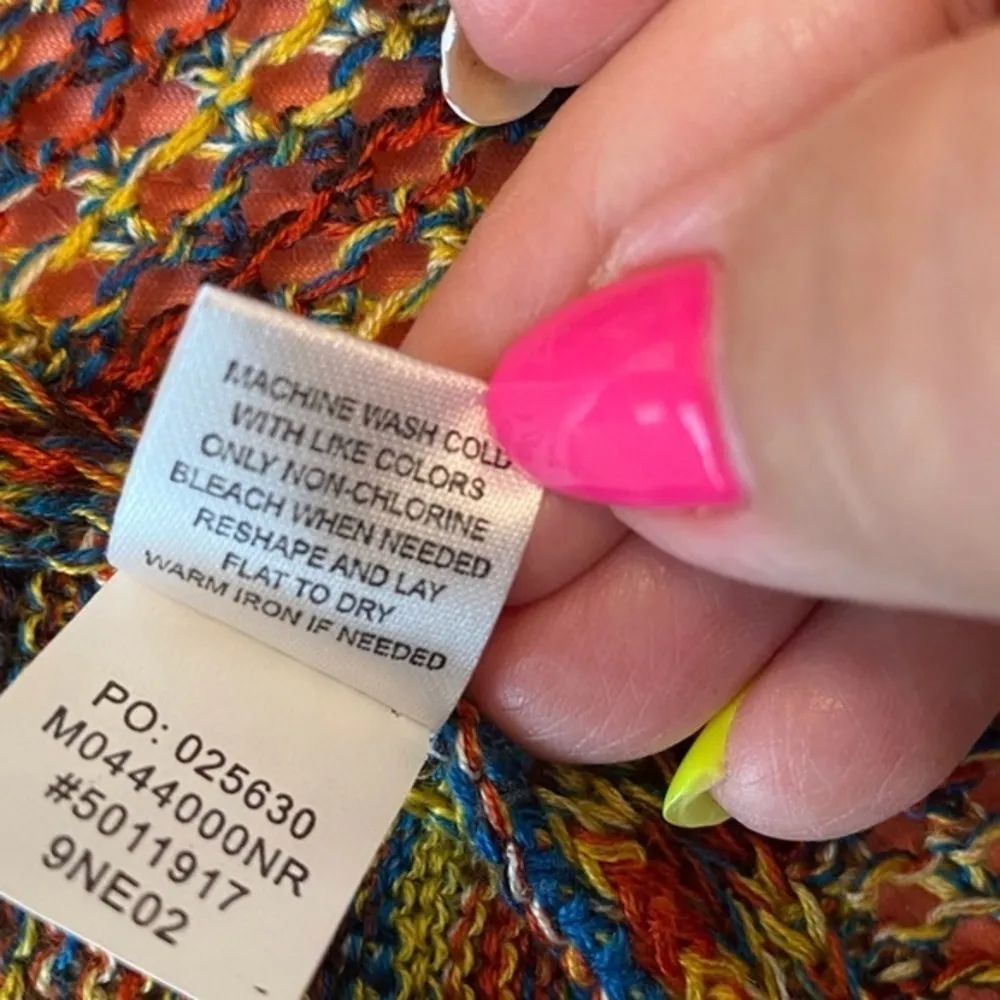 MACHINE WASH COLD
WITH LIKE COLORS
ONLY NON-CHLORINE
BLEACH WHEN NEEDED
RESHAPE AND LAY
FLAT TO DRY
WARM IRON IF NEEDED
PO: 025630
M0444000NR
#5011917
9NE02